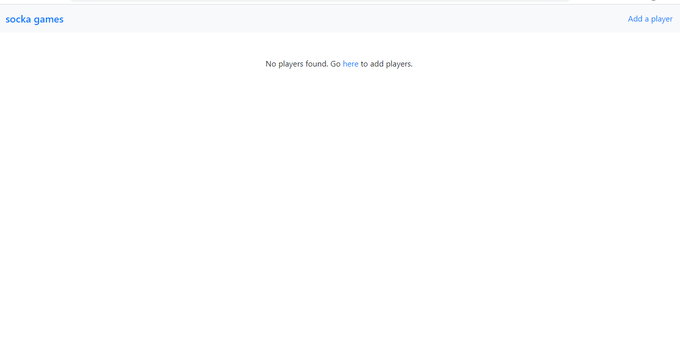 socka games
Add a player
No players found. Go here to add players.